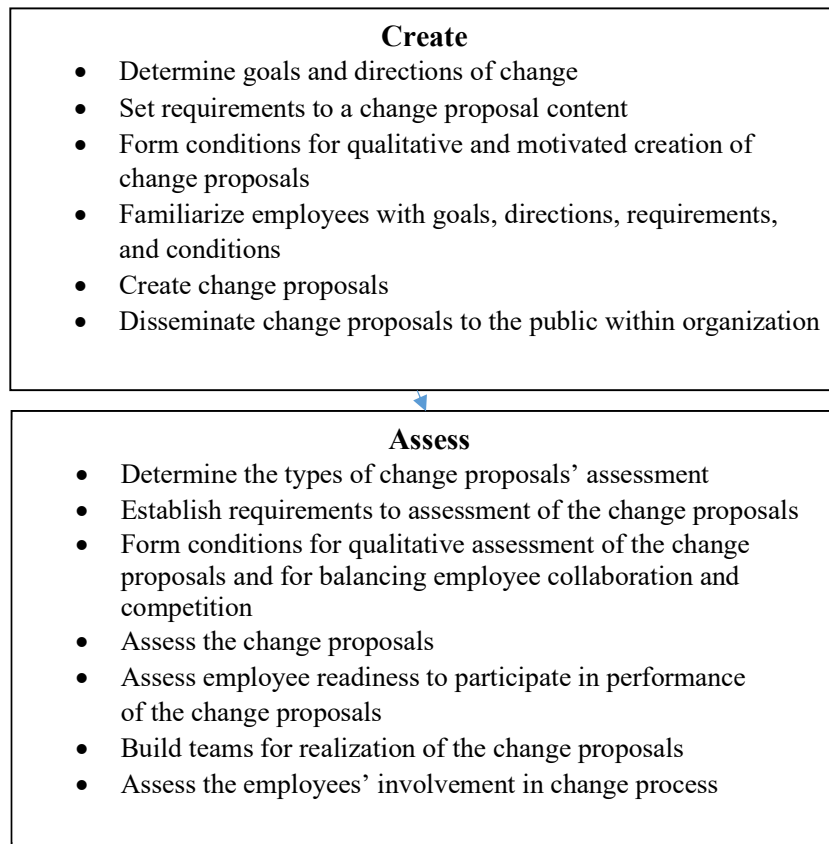 Create
• Determine goals and directions of change
• Set requirements to a change proposal content
• Form conditions for qualitative and motivated creation of
change proposals
• Familiarize employees with goals, directions, requirements,
and conditions
• Create change proposals
• Disseminate change proposals to the public within organization
Assess
• Determine the types of change proposals’ assessment
• Establish requirements to assessment of the change proposals
• Form conditions for qualitative assessment of the change
proposals and for balancing employee collaboration and
competition
• Assess the change proposals
• Assess employee readiness to participate in performance
of the change proposals
• Build teams for realization of the change proposals
• Assess the employees’ involvement in change process